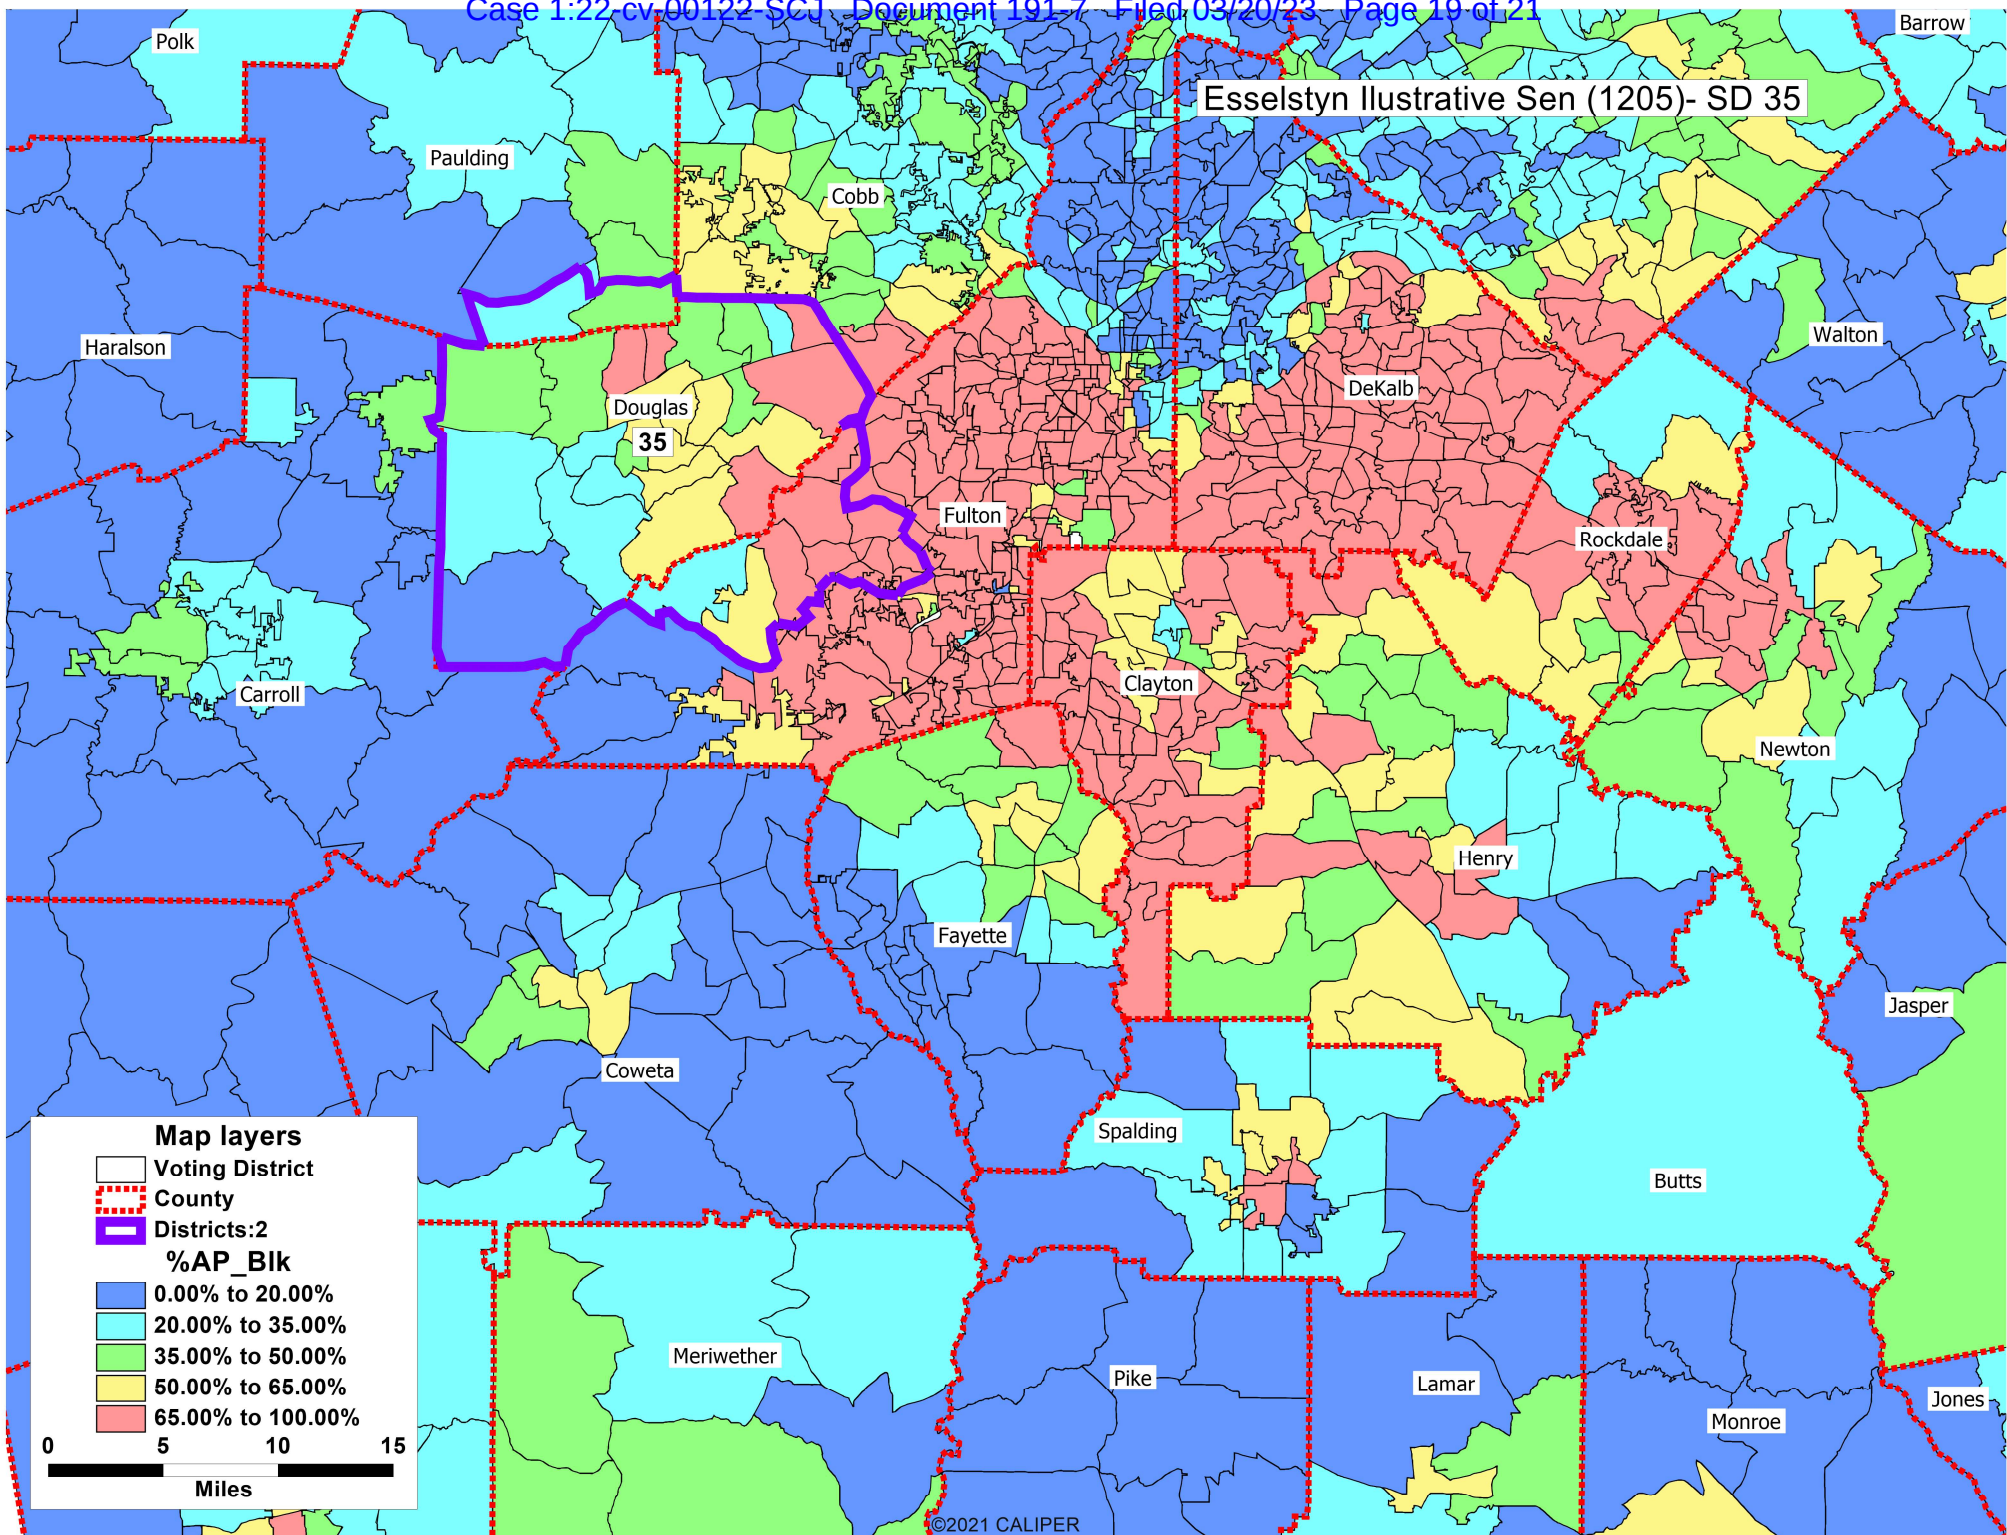 Case 1:22-cv-00122-SCJ Document 191-7 Filed 03/20/23 Page 19 of 21
Polk
Barrow
Esselstyn Ilustrative Sen (1205)- SD 35
Paulding
Cobb
Haralson
Walton
DeKalb
Douglas
35
Fulton
Rockdale
Carroll
Clayton
Newton
Henry
Fayette
Jasper
Coweta
Spalding
Butts
Meriwether
Pike
Lamar
Jones
Monroe
Map layers
Voting District
County
Districts:2
%AP_Blk
0.00% to 20.00%
20.00% to 35.00%
35.00% to 50.00%
50.00% to 65.00%
65.00% to 100.00%
0 5 10 15
Miles
©2021 CALIPER